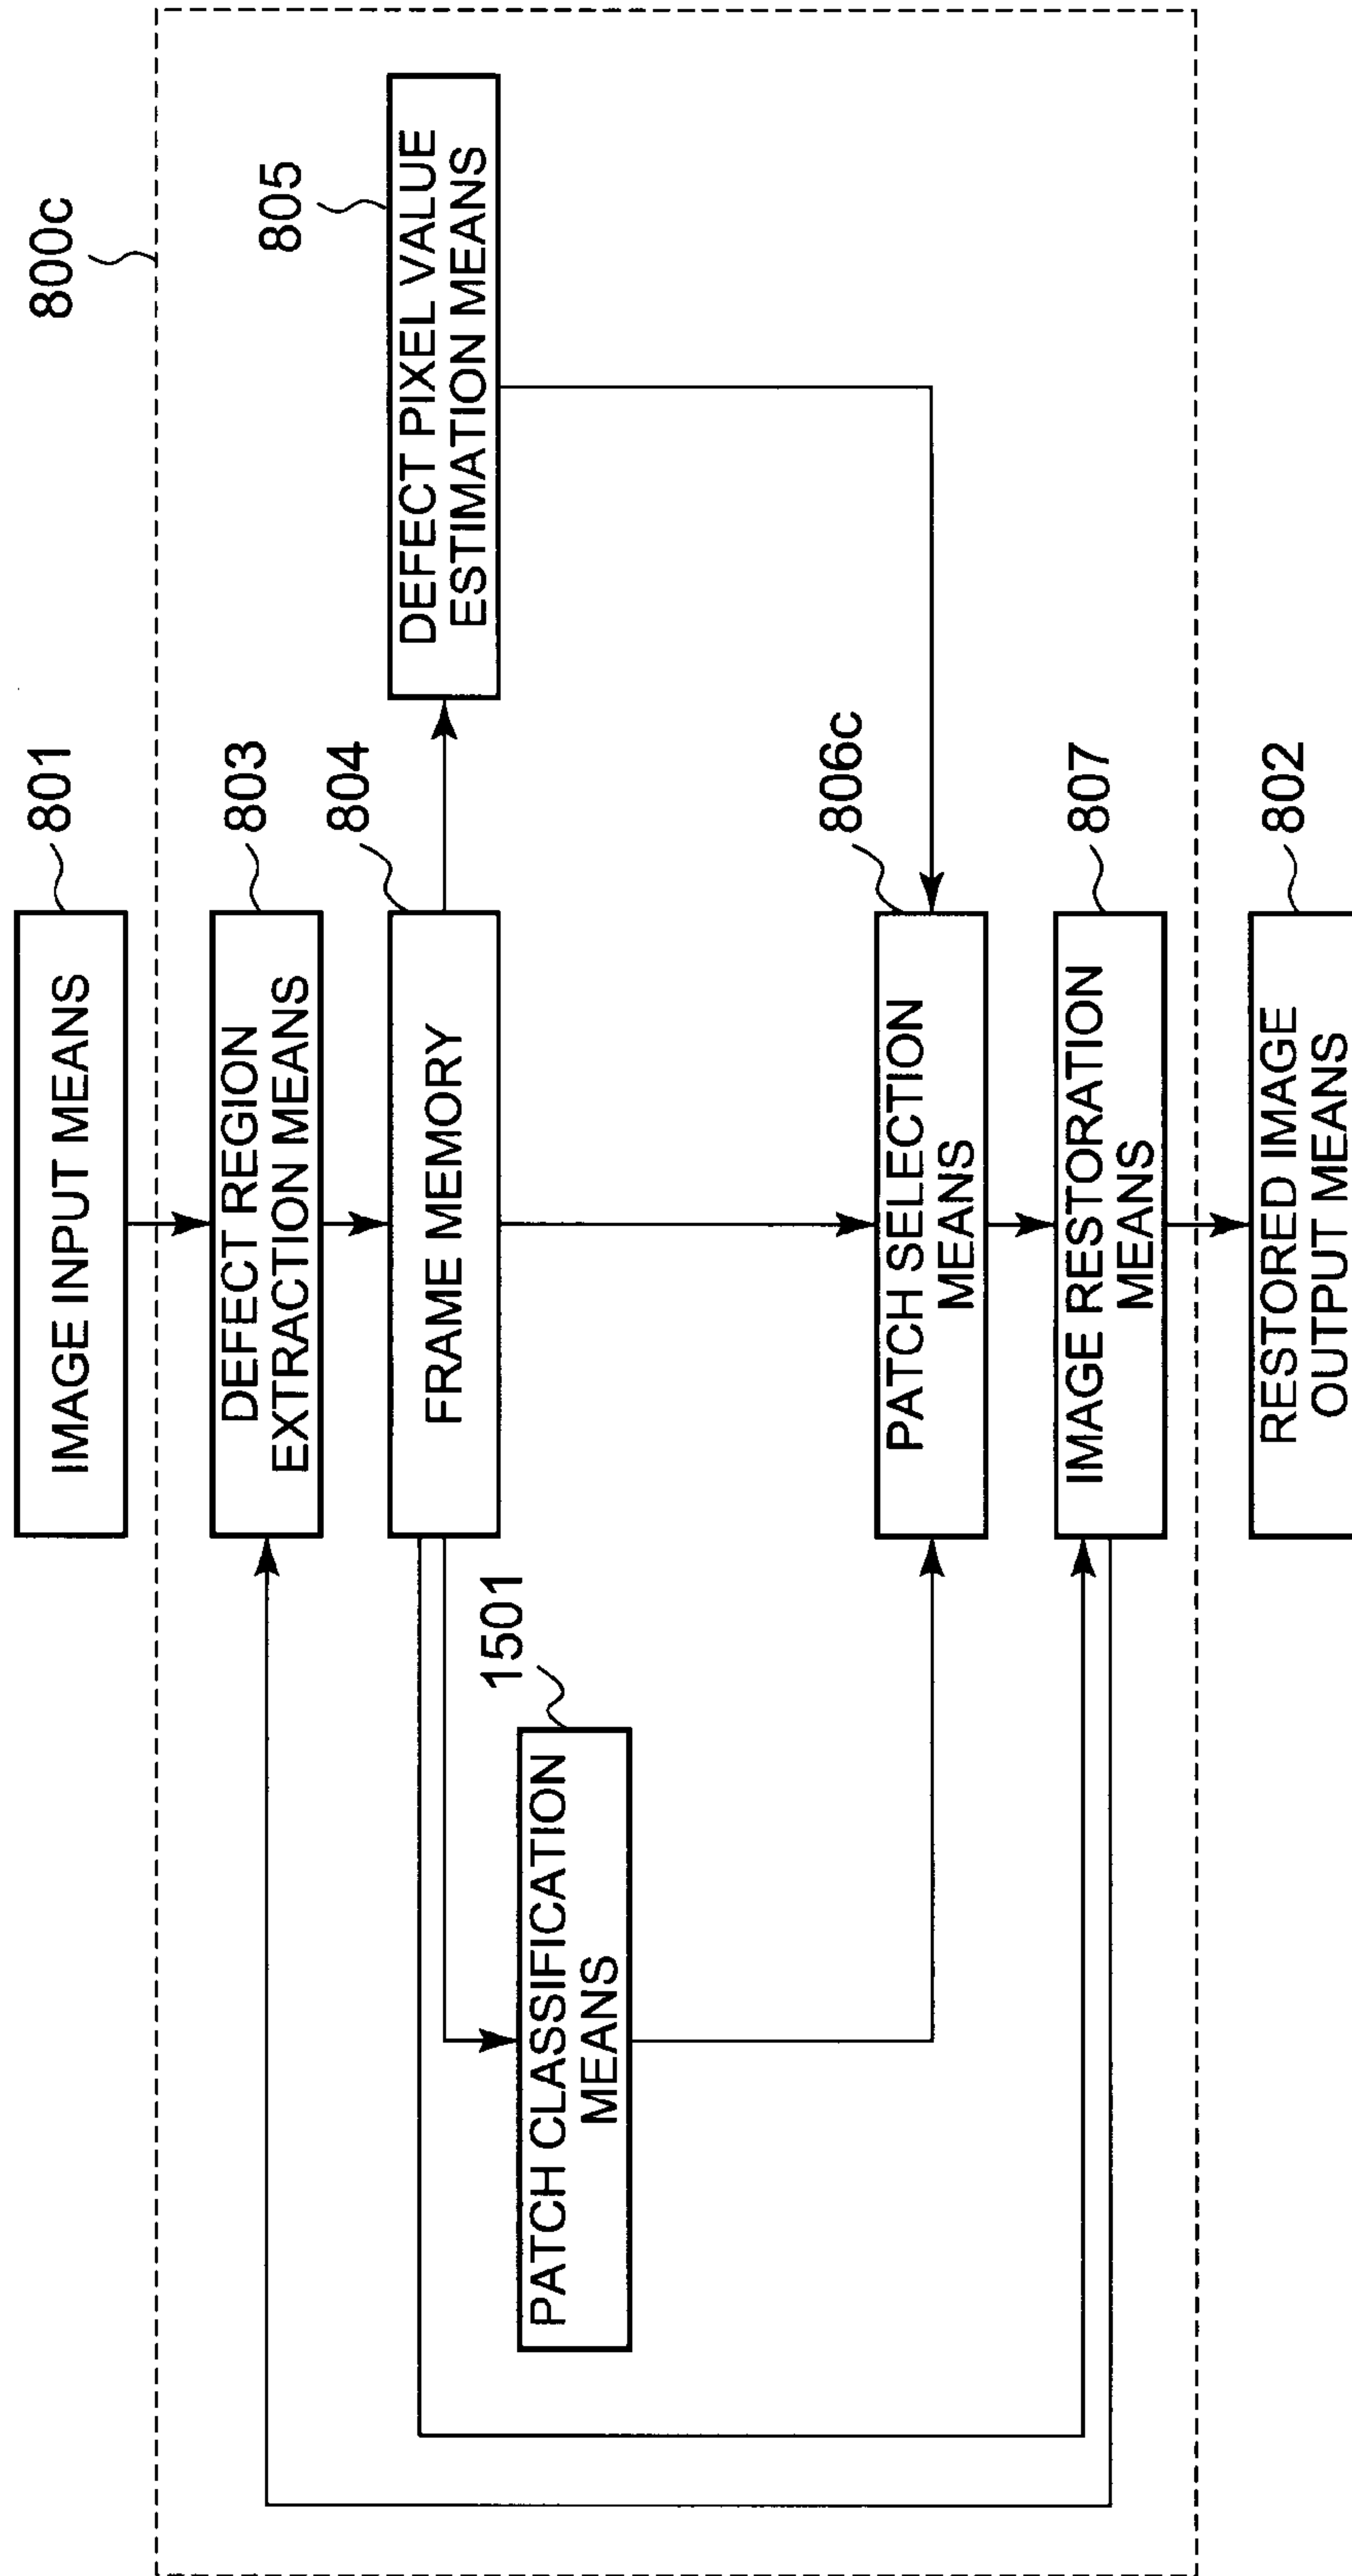 800c
801
IMAGE INPUT MEANS
803
DEFECT REGION
EXTRACTION MEANS
804
FRAME MEMORY
805
DEFECT PIXEL VALUE
ESTIMATION MEANS
1501
PATCH CLASSIFICATION
MEANS
806c
PATCH SELECTION
MEANS
807
IMAGE RESTORATION
MEANS
802
RESTORED IMAGE
OUTPUT MEANS